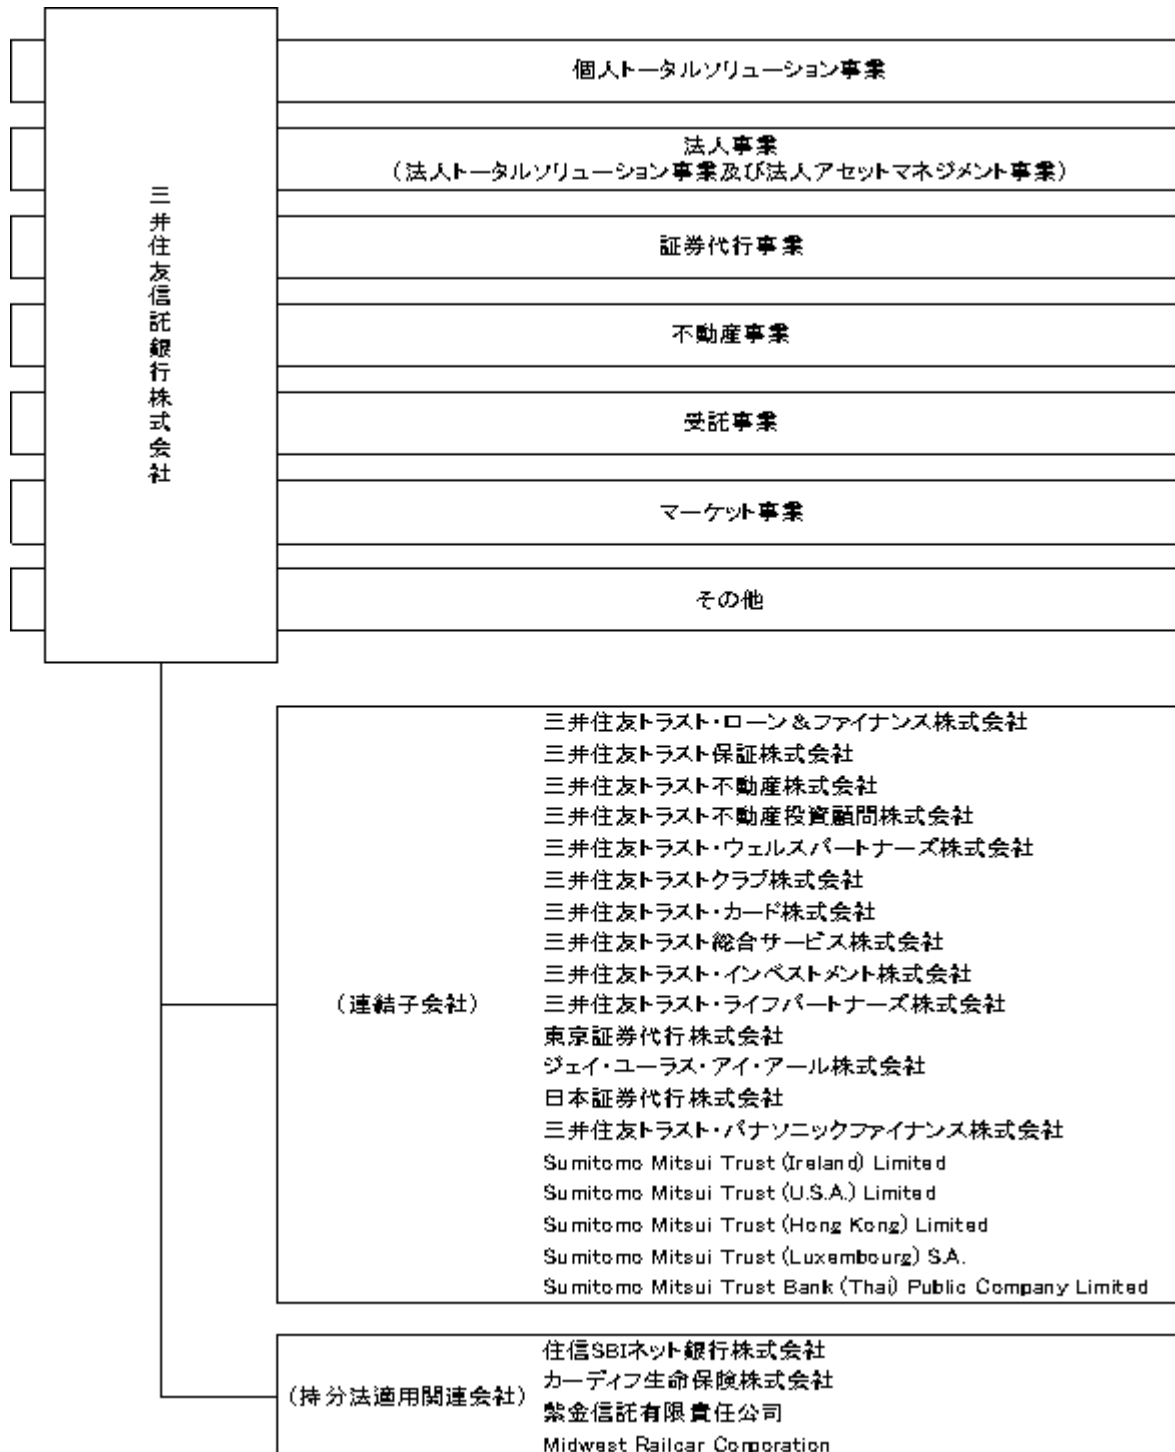 三井住友信託銀行株式会社
個人トータルソリューション事業
法人事業
（法人トータルソリューション事業及び法人アセットマネジメント事業）
証券代行事業
不動産事業
受託事業
マーケット事業
その他
（連結子会社）
三井住友トラスト・ローン＆ファイナンス株式会社
三井住友トラスト保証株式会社
三井住友トラスト不動産株式会社
三井住友トラスト不動産投資顧問株式会社
三井住友トラスト・ウェルスパートナーズ株式会社
三井住友トラストクラブ株式会社
三井住友トラスト・カード株式会社
三井住友トラスト総合サービス株式会社
三井住友トラスト・インベストメント株式会社
三井住友トラスト・ライフパートナーズ株式会社
東京証券代行株式会社
ジェイ・ユーラス・アイ・アール株式会社
日本証券代行株式会社
三井住友トラスト・パナソニックファイナンス株式会社
Sumitomo Mitsui Trust (Ireland) Limited
Sumitomo Mitsui Trust (U.S.A.) Limited
Sumitomo Mitsui Trust (Hong Kong) Limited
Sumitomo Mitsui Trust (Luxembourg) S.A.
Sumitomo Mitsui Trust Bank (Thai) Public Company Limited
（持分法適用関連会社）
住信SBIネット銀行株式会社
カーディフ生命保険株式会社
紫金信託有限責任公司
Midwest Railcar Corporation